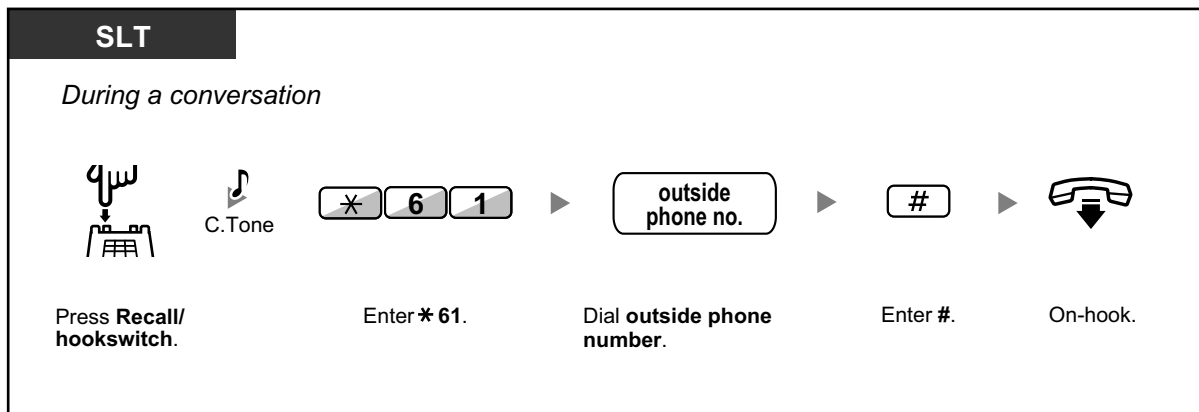 SLT
During a conversation
C.Tone
* 6 1
outside
phone no.
#
Press Recall/
hookswitch.
Enter * 61.
Dial outside phone
number.
Enter #.
On-hook.